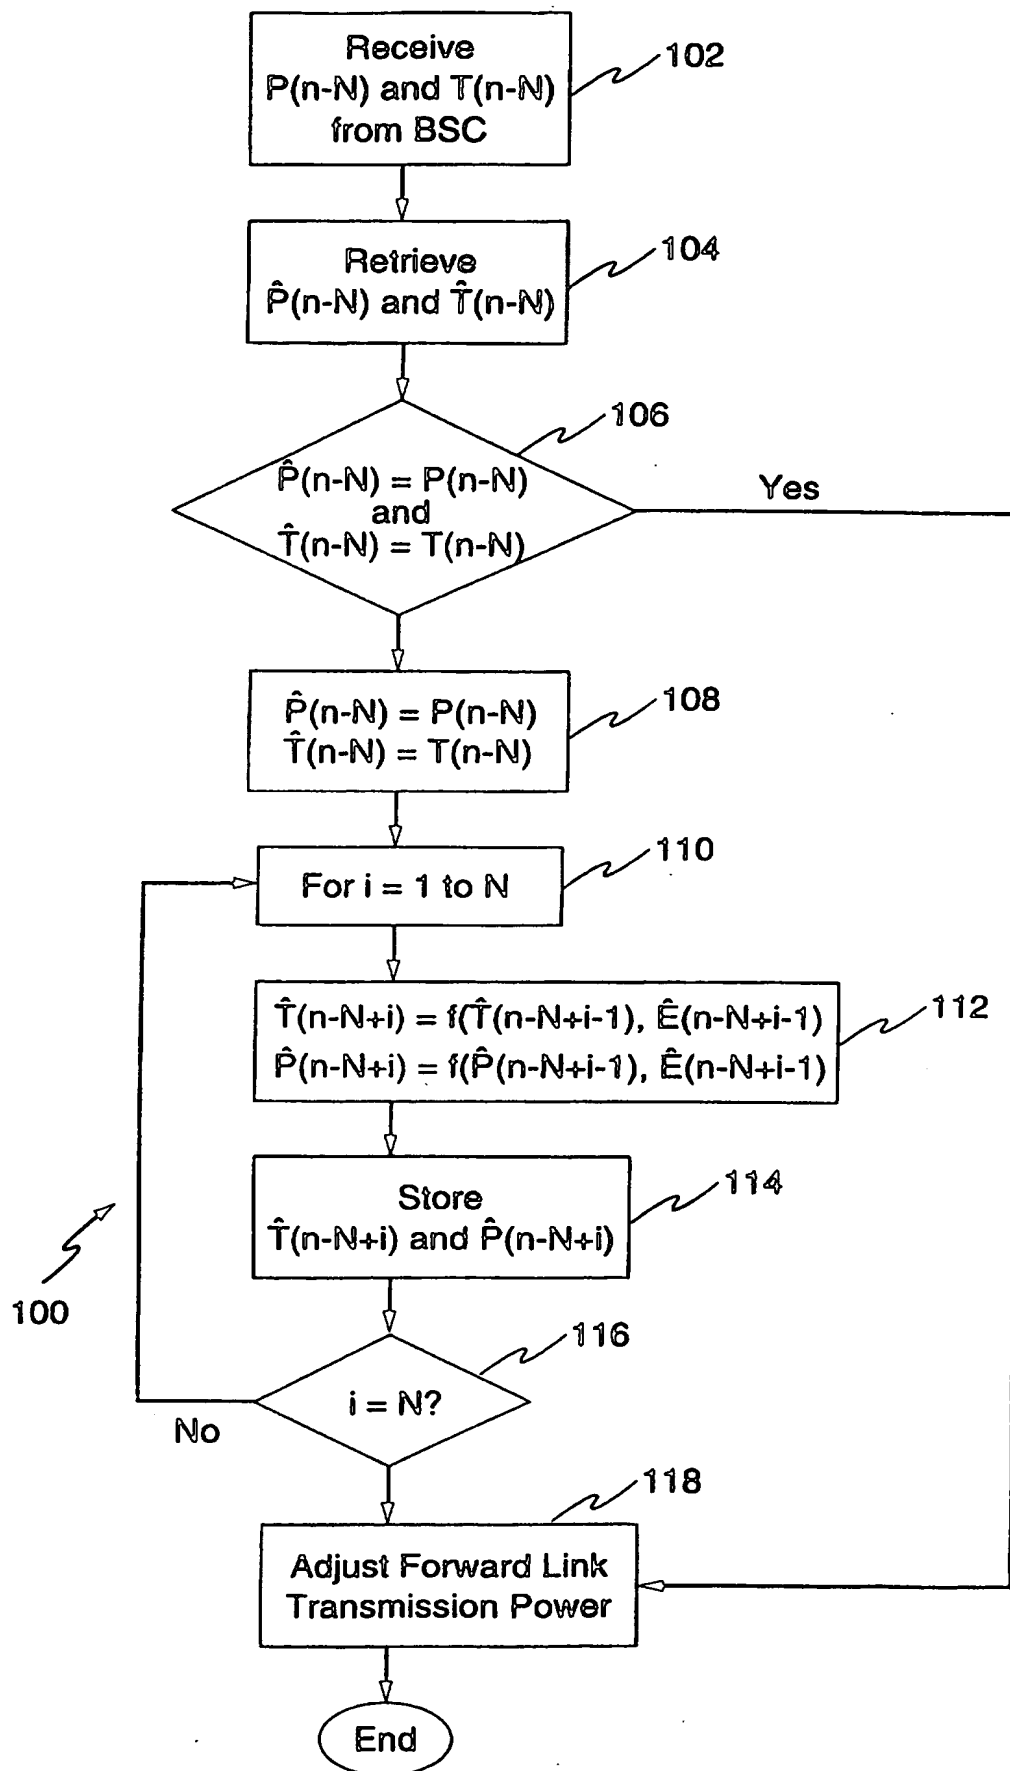 Receive
P(n-N) and T(n-N)
from BSC
102
Retrieve
P̂(n-N) and T̂(n-N)
104
106
P̂(n-N) = P(n-N)
and
T̂(n-N) = T(n-N)
Yes
P̂(n-N) = P(n-N)
T̂(n-N) = T(n-N)
108
For i = 1 to N
110
T̂(n-N+i) = f(T̂(n-N+i-1), Ê(n-N+i-1)
P̂(n-N+i) = f(P̂(n-N+i-1), Ê(n-N+i-1)
112
Store
T̂(n-N+i) and P̂(n-N+i)
114
100
116
i = N?
No
118
Adjust Forward Link
Transmission Power
End